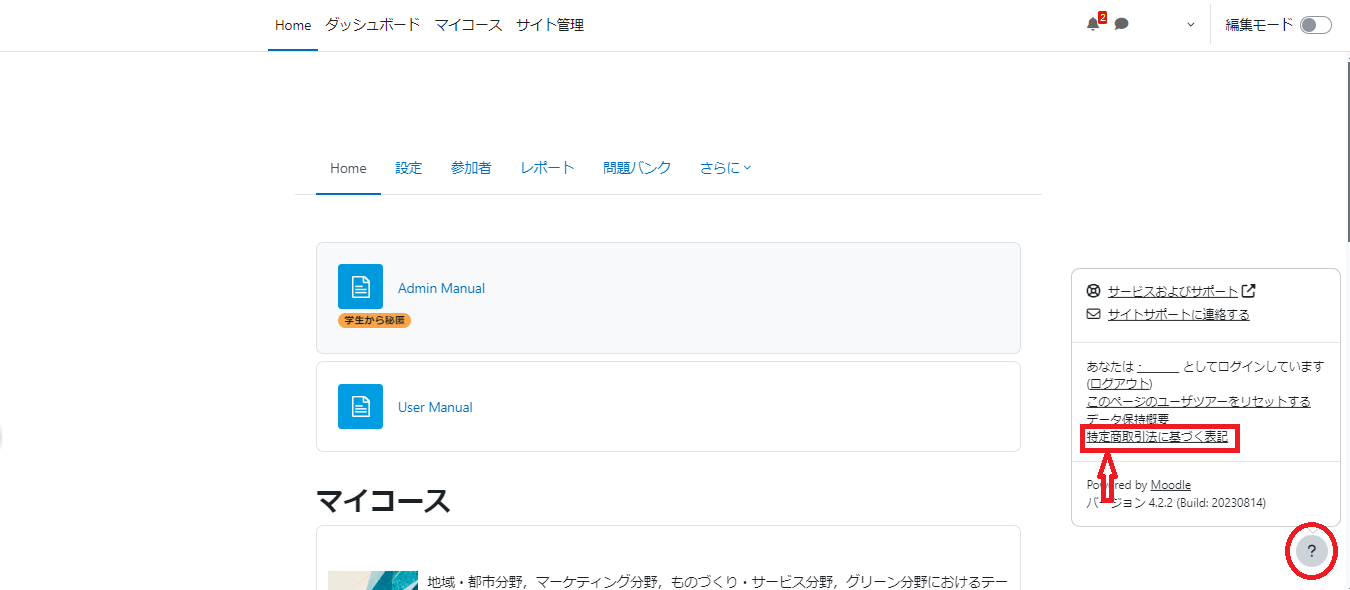 Home ダッシュボード マイコース サイト管理
2
編集モード
Home 設定 参加者 レポート 問題バンク さらに
Admin Manual
学生から秘匿
User Manual
マイコース
地域・都市分野，マーケティング分野，ものづくり・サービス分野，グリーン分野におけるテー
サービスおよびサポート
サイトサポートに連絡する
あなたは としてログインしています
(ログアウト)
このページのユーザツアーをリセットする
データ保持概要
特定商取引法に基づく表記
Powered by Moodle
バージョン 4.2.2 (Build: 20230814)
?